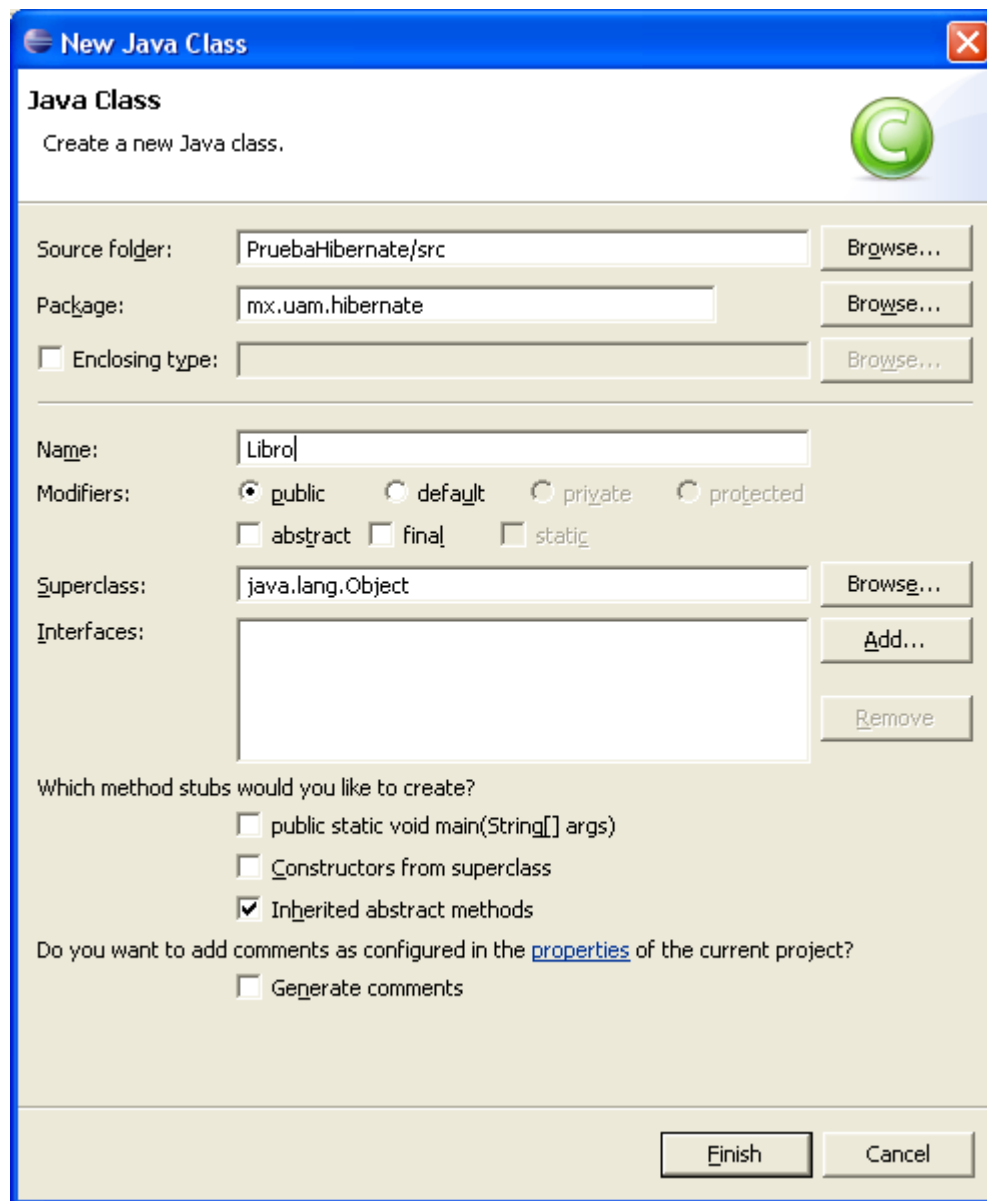 New Java Class
Java Class
Create a new Java class.
C
Source folder: PruebaHibernate/src Browse...
Package: mx.uam.hibernate Browse...
Enclosing type: Browse...
Name: Libro
Modifiers: public default private protected
abstract final static
Superclass: java.lang.Object Browse...
Interfaces: Add...
Remove
Which method stubs would you like to create?
public static void main(String[] args)
Constructors from superclass
Inherited abstract methods
Do you want to add comments as configured in the properties of the current project?
Generate comments
Finish Cancel